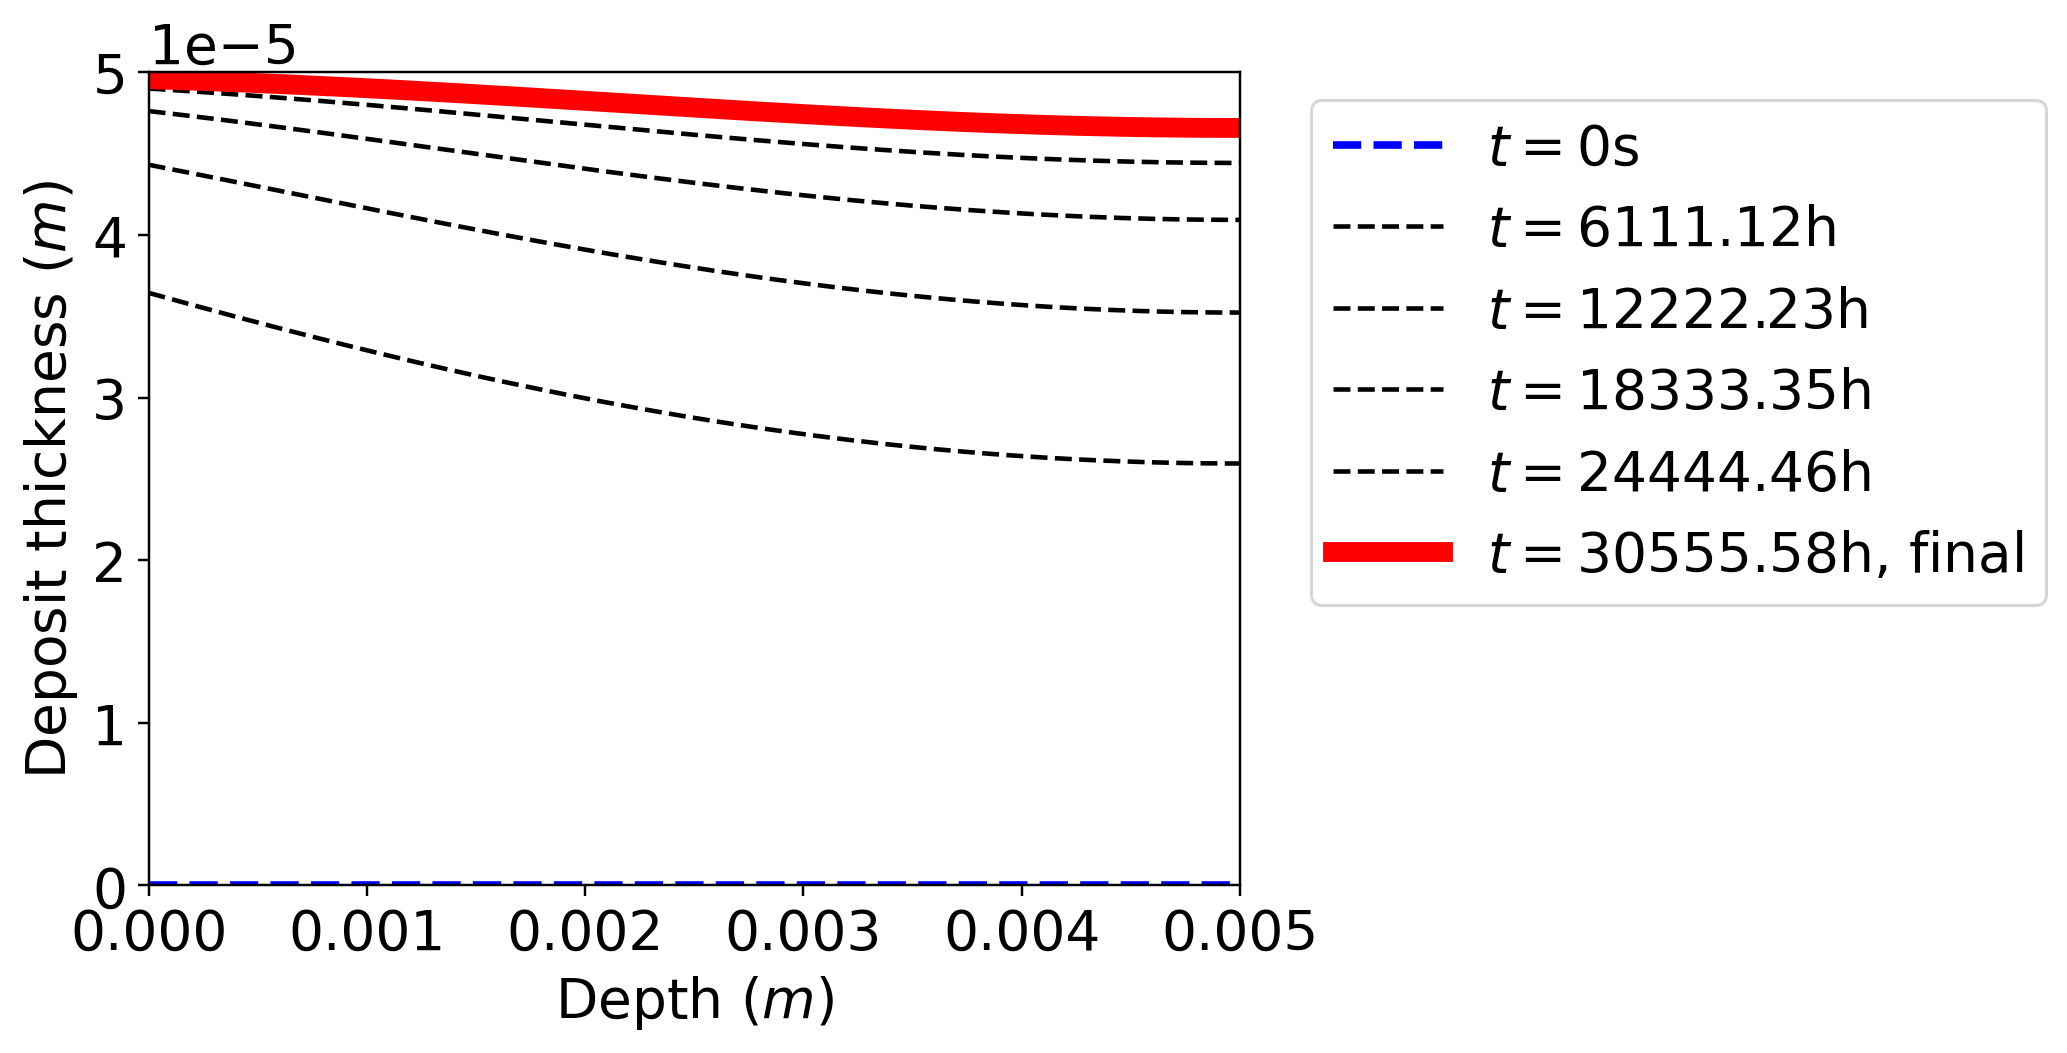 1e−5
5
4
3
2
1
0
Deposit thickness (m)
0.000 0.001 0.002 0.003 0.004 0.005
Depth (m)
t = 0s
t = 6111.12h
t = 12222.23h
t = 18333.35h
t = 24444.46h
t = 30555.58h, final